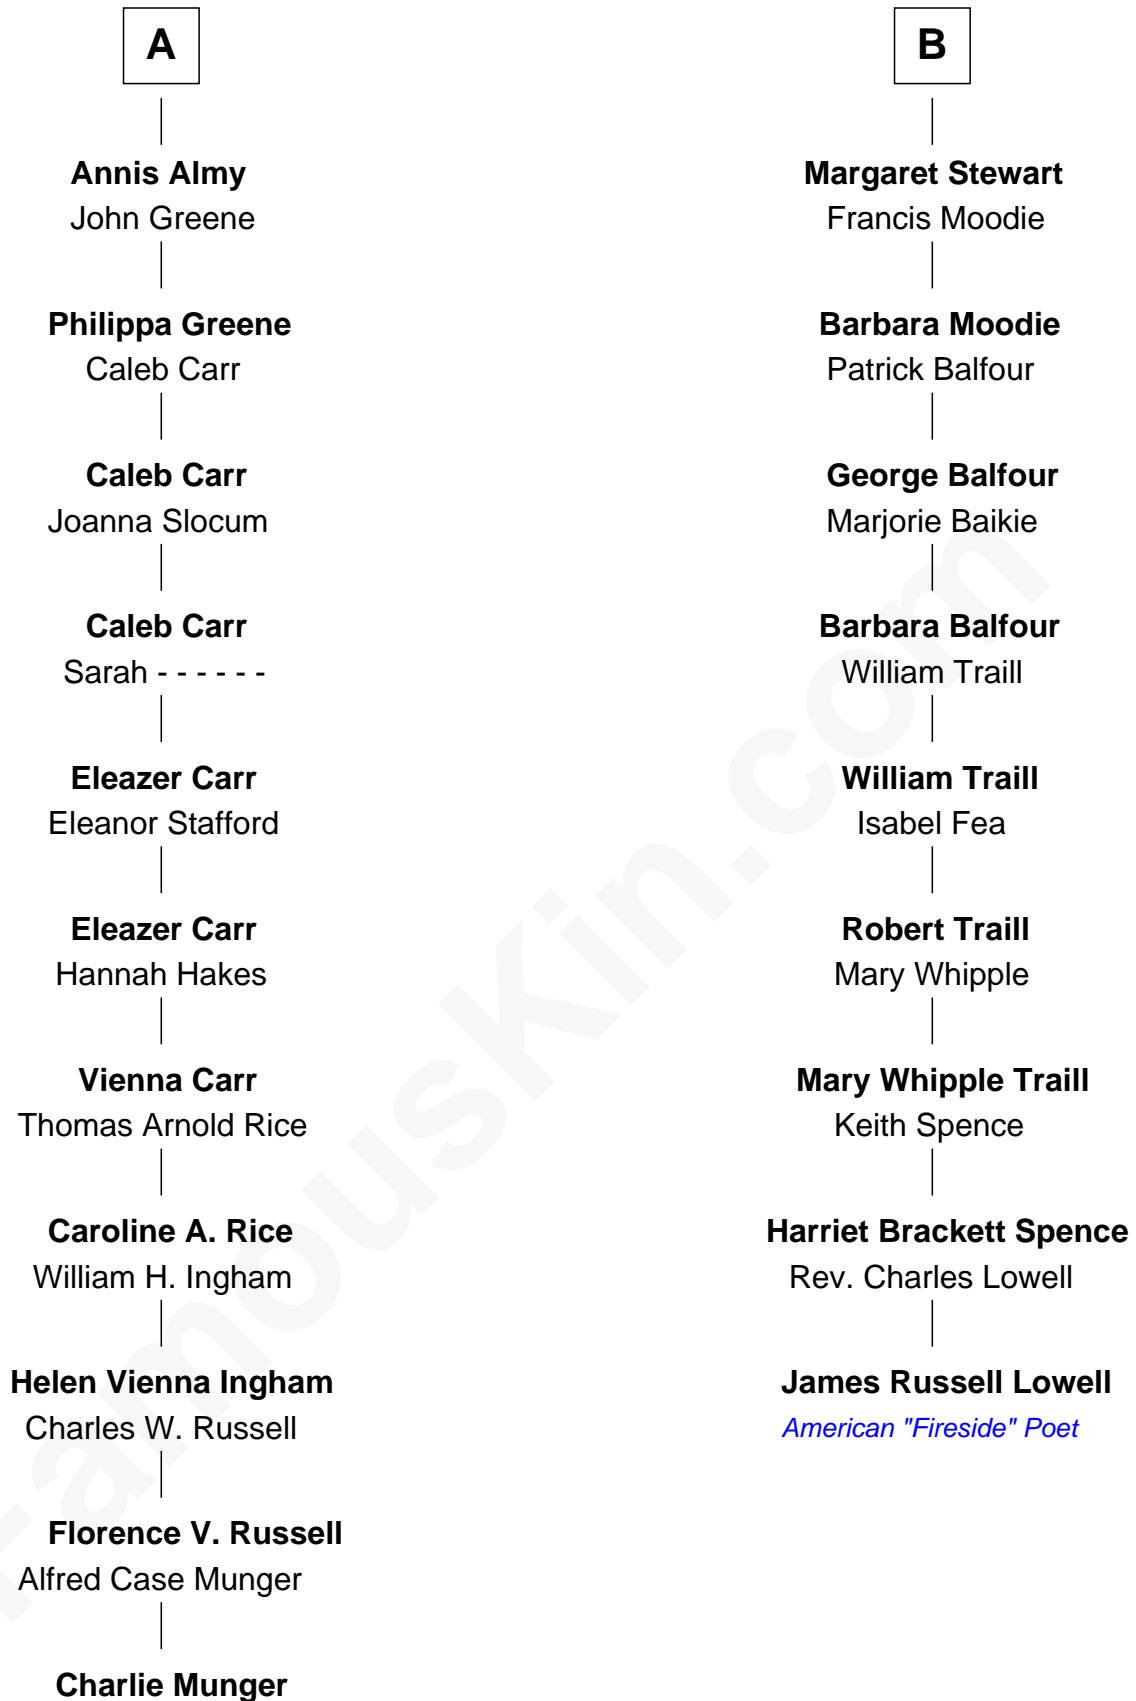 A
Annis Almy
John Greene
Philippa Greene
Caleb Carr
Caleb Carr
Joanna Slocum
Caleb Carr
Sarah - - - - - -
Eleazer Carr
Eleanor Stafford
Eleazer Carr
Hannah Hakes
Vienna Carr
Thomas Arnold Rice
Caroline A. Rice
William H. Ingham
Helen Vienna Ingham
Charles W. Russell
Florence V. Russell
Alfred Case Munger
Charlie Munger
B
Margaret Stewart
Francis Moodie
Barbara Moodie
Patrick Balfour
George Balfour
Marjorie Baikie
Barbara Balfour
William Traill
William Traill
Isabel Fea
Robert Traill
Mary Whipple
Mary Whipple Traill
Keith Spence
Harriet Brackett Spence
Rev. Charles Lowell
James Russell Lowell
American "Fireside" Poet
FamousKin.com